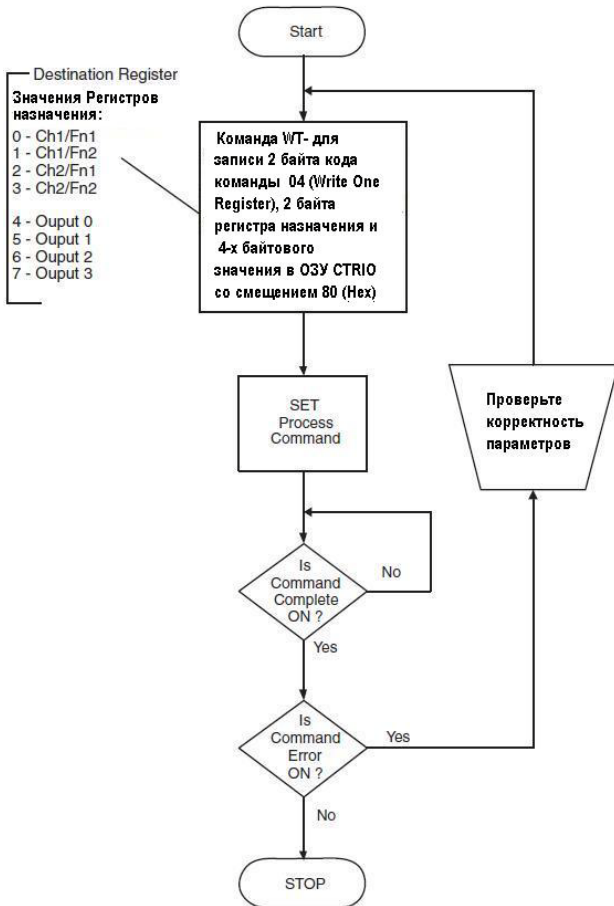 Start
Destination Register
Значения Регистров
назначения:
0 - Ch1/Fn1
1 - Ch1/Fn2
2 - Ch2/Fn1
3 - Ch2/Fn2
4 - Ouput 0
5 - Ouput 1
6 - Ouput 2
7 - Ouput 3
Команда WT- для
записи 2 байта кода
команды 04 (Write One
Register), 2 байта
регистра назначения и
4-х байтового
значения в ОЗУ CTRIO
со смещением 80 (Hex)
SET
Process
Command
Проверьте
корректность
параметров
Is
Command
Complete
ON ?
No
Yes
Is
Command
Error
ON ?
Yes
No
STOP